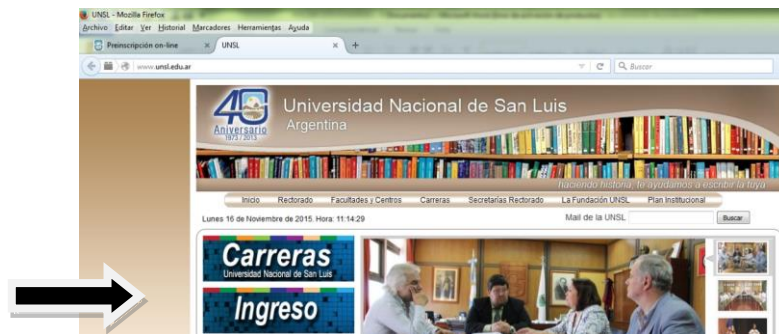 UNSL - Mozilla Firefox
Archivo Editar Ver Historial Marcadores Herramientas Ayuda
Preinscripción on-line × UNSL × +
www.unsl.edu.ar Buscar
40
Aniversario
1973 / 2013
Universidad Nacional de San Luis
Argentina
haciendo historia, te ayudamos a escribir la tuya
Inicio Rectorado Facultades y Centros Carreras Secretarías Rectorado La Fundación UNSL Plan Institucional
Lunes 16 de Noviembre de 2015. Hora: 11:14:29 Mail de la UNSL Buscar
Carreras
Universidad Nacional de San Luis
Ingreso